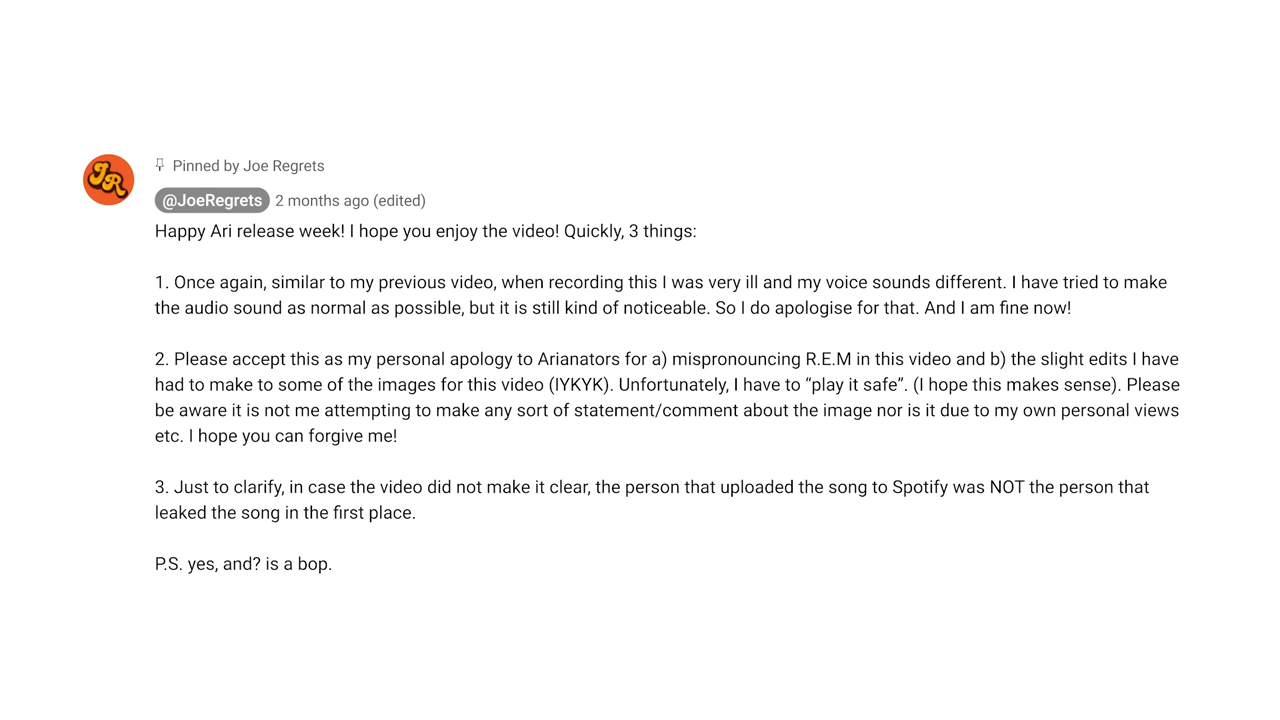 JR
Pinned by Joe Regrets
@JoeRegrets 2 months ago (edited)
Happy Ari release week! I hope you enjoy the video! Quickly, 3 things:
1. Once again, similar to my previous video, when recording this I was very ill and my voice sounds different. I have tried to make
the audio sound as normal as possible, but it is still kind of noticeable. So I do apologise for that. And I am fine now!
2. Please accept this as my personal apology to Arianators for a) mispronouncing R.E.M in this video and b) the slight edits I have
had to make to some of the images for this video (IYKYK). Unfortunately, I have to “play it safe”. (I hope this makes sense). Please
be aware it is not me attempting to make any sort of statement/comment about the image nor is it due to my own personal views
etc. I hope you can forgive me!
3. Just to clarify, in case the video did not make it clear, the person that uploaded the song to Spotify was NOT the person that
leaked the song in the first place.
P.S. yes, and? is a bop.